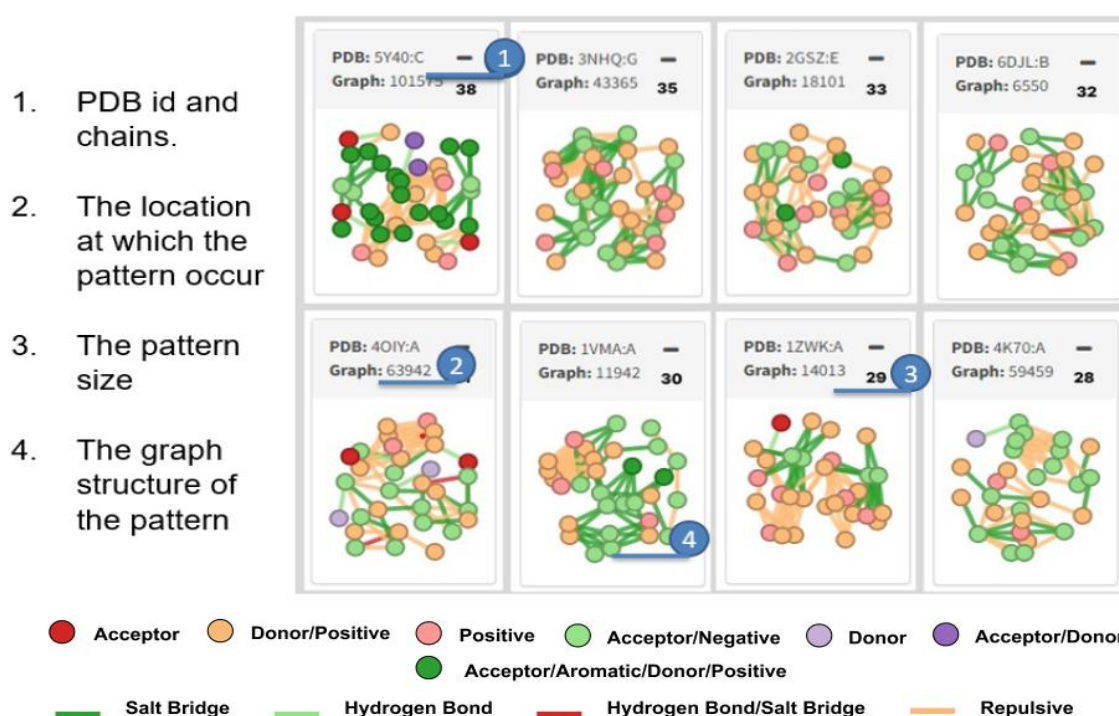 1. PDB id and
chains.
2. The location
at which the
pattern occur
3. The pattern
size
4. The graph
structure of
the pattern
PDB: 5Y40:C
Graph: 101575 38
1
PDB: 3NHQ:G
Graph: 43365 35
PDB: 2GSZ:E
Graph: 18101 33
PDB: 6DJL:B
Graph: 6550 32
PDB: 4OIY:A
Graph: 63942
2
PDB: 1VMA:A
Graph: 11942 30
4
PDB: 1ZWK:A
Graph: 14013 29
3
PDB: 4K70:A
Graph: 59459 28
Acceptor Donor/Positive Positive Acceptor/Negative Donor Acceptor/Donor
Acceptor/Aromatic/Donor/Positive
Salt Bridge Hydrogen Bond Hydrogen Bond/Salt Bridge Repulsive